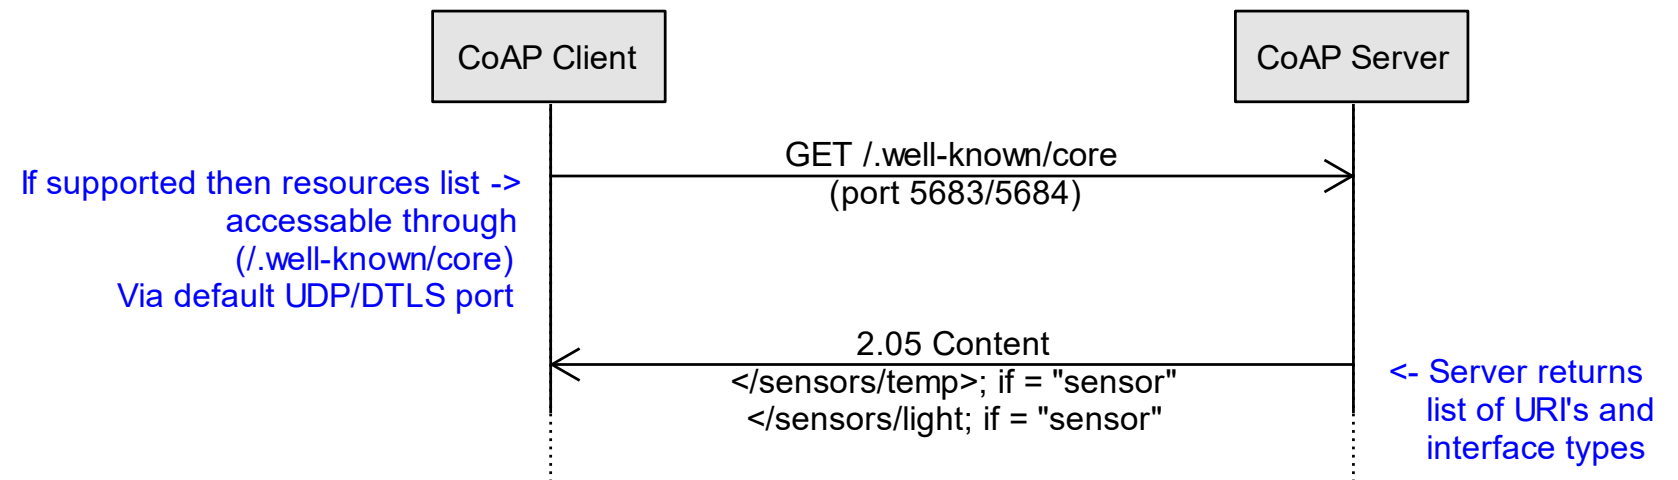 CoAP Client
CoAP Server
GET /.well-known/core
(port 5683/5684)
If supported then resources list ->
accessable through
(/.well-known/core)
Via default UDP/DTLS port
2.05 Content
</sensors/temp>; if = "sensor"
</sensors/light; if = "sensor"
<- Server returns
list of URI's and
interface types